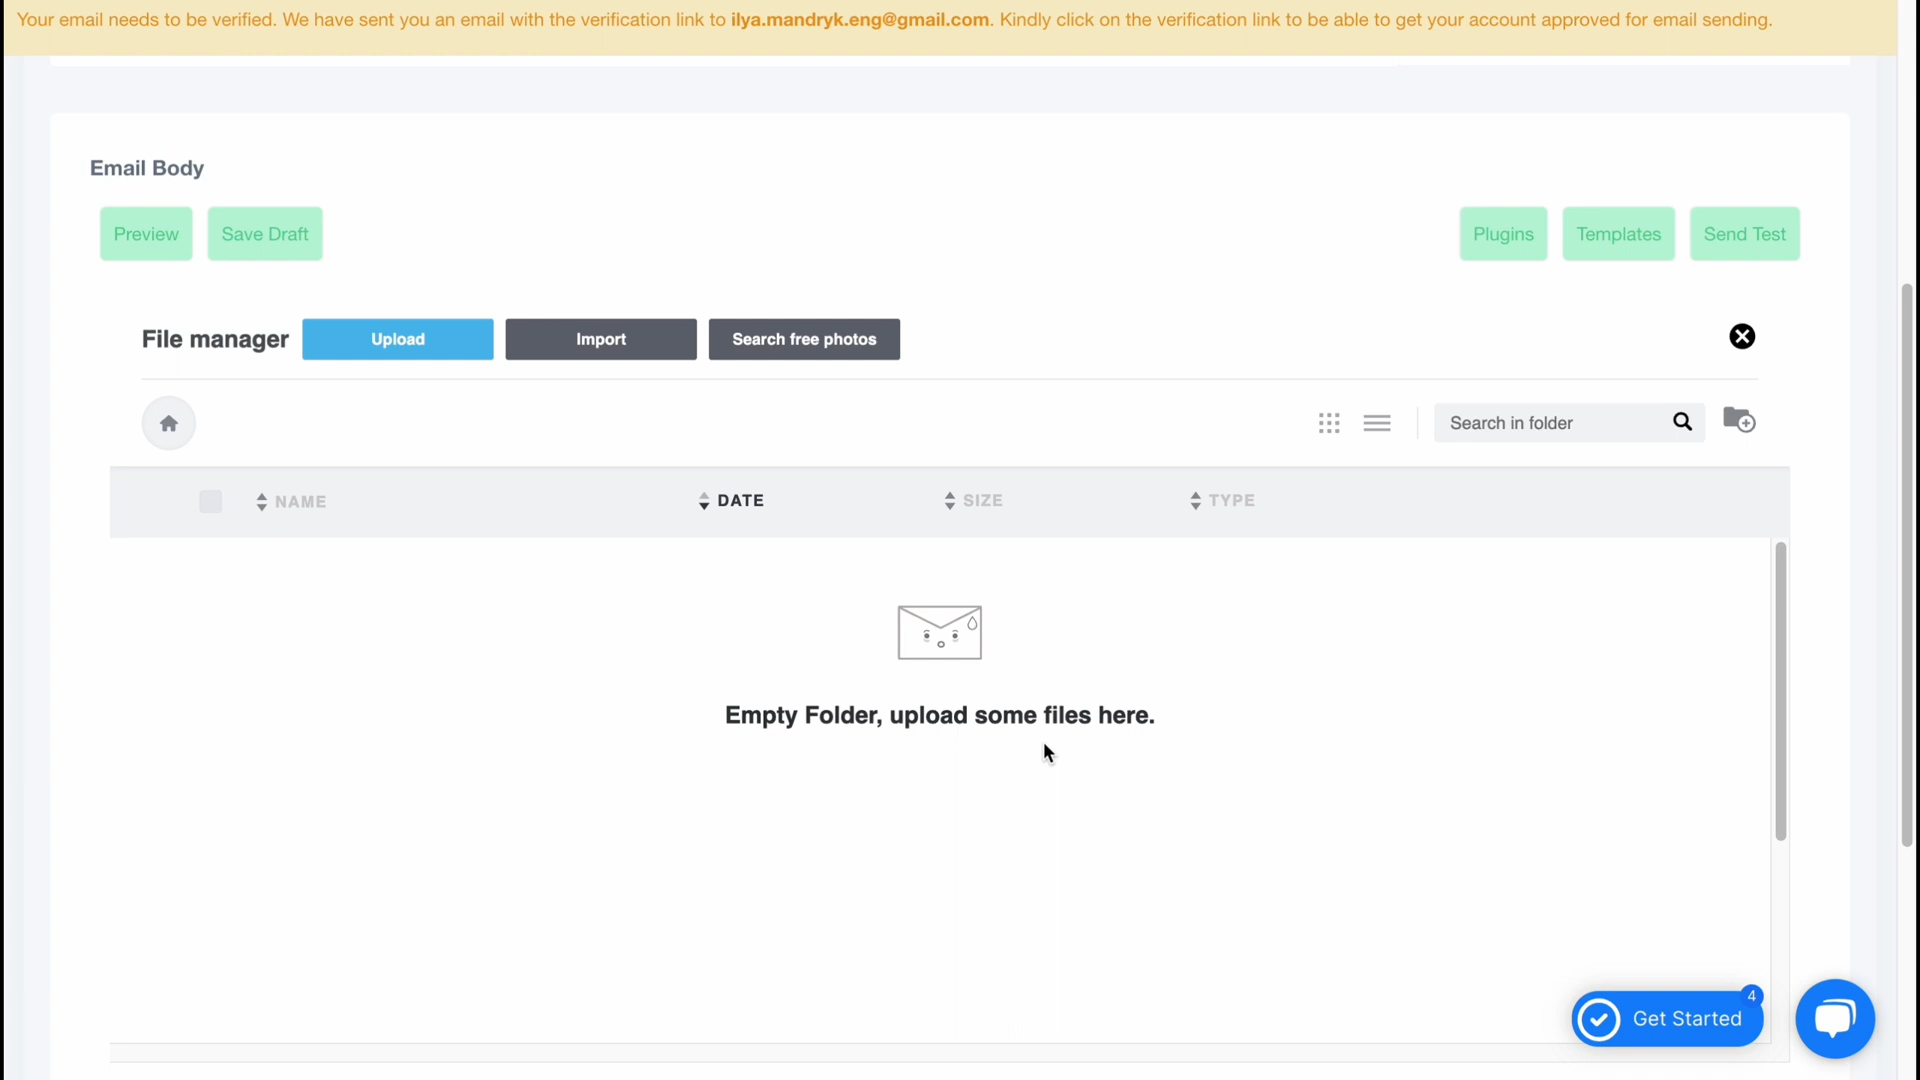 Your email needs to be verified. We have sent you an email with the verification link to ilya.mandryk.eng@gmail.com. Kindly click on the verification link to be able to get your account approved for email sending.
Email Body
Preview
Save Draft
Plugins
Templates
Send Test
File manager
Upload
Import
Search free photos
Search in folder
NAME
DATE
SIZE
TYPE
Empty Folder, upload some files here.
4
Get Started